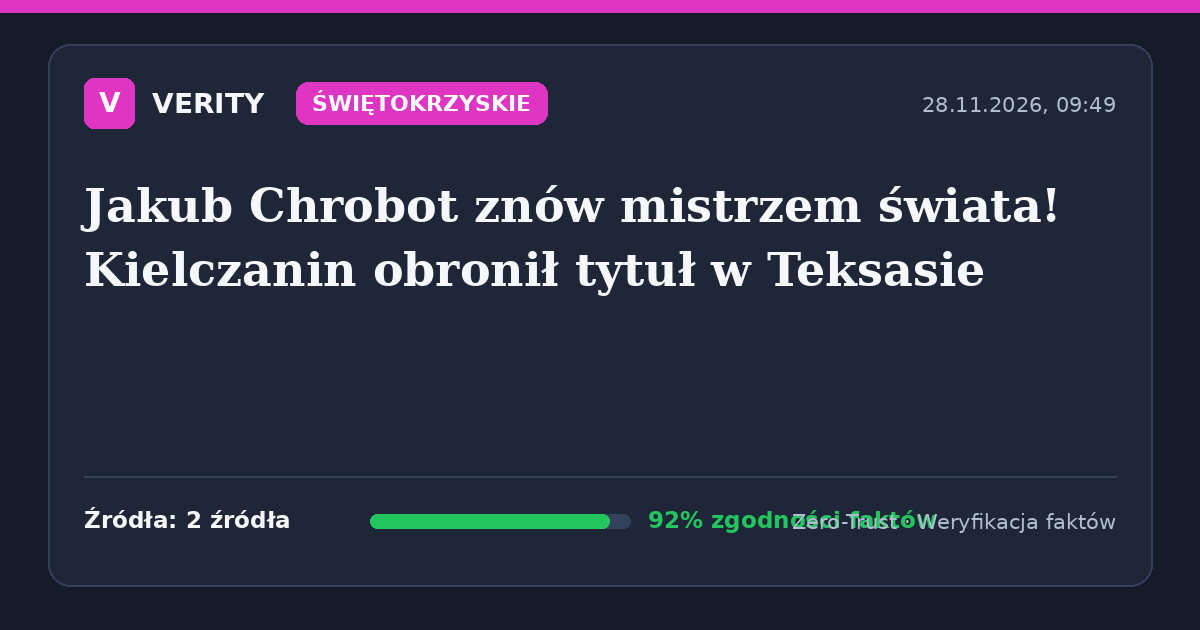 V VERITY ŚWIĘTOKRZYSKIE 28.11.2026, 09:49
Jakub Chrobot znów mistrzem świata!
Kielczanin obronił tytuł w Teksasie
Źródła: 2 źródła 92% zgodności faktów Zero-Trust · Weryfikacja faktów